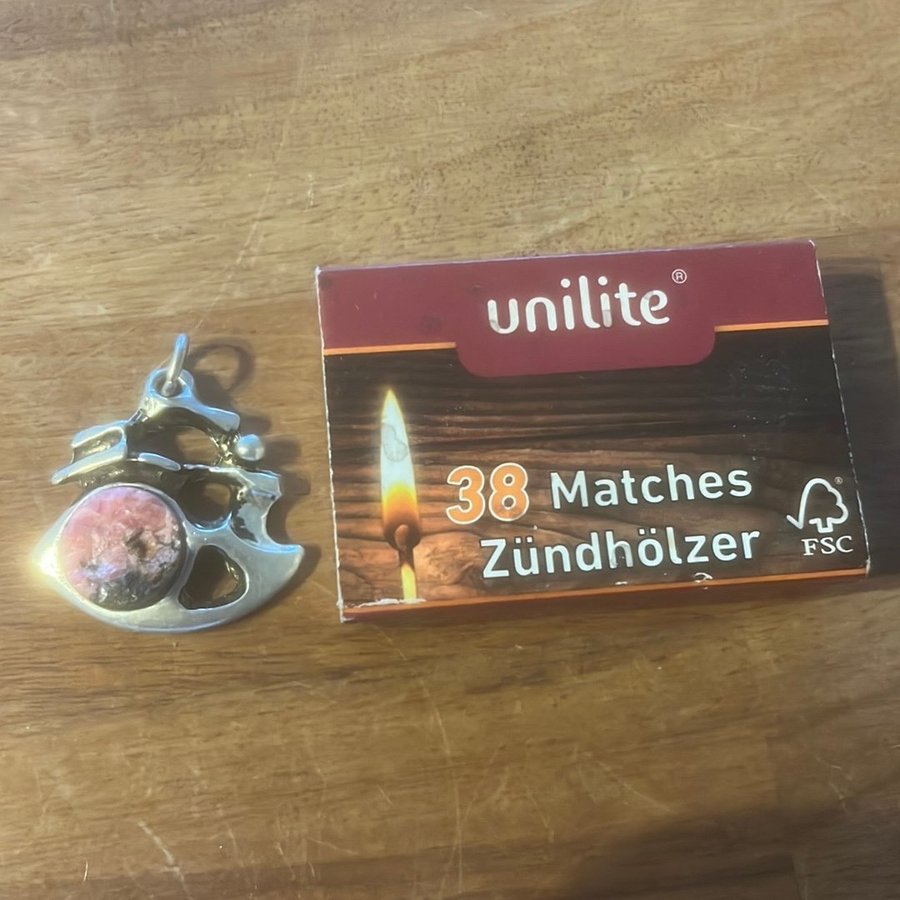 unilite®
38 Matches
Zündhölzer
FSC®